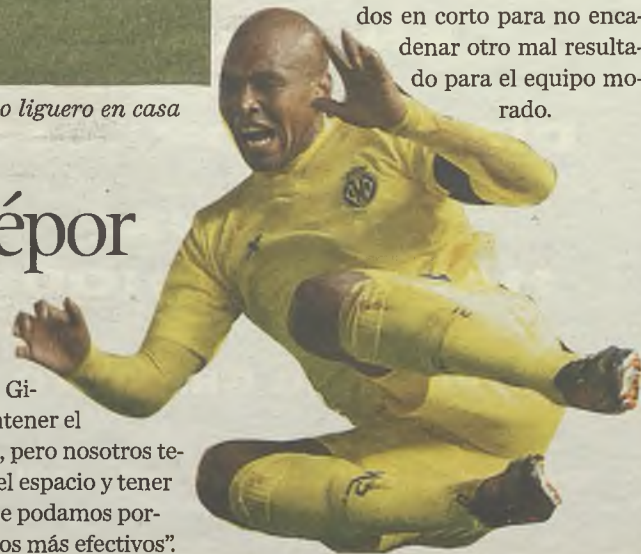 dos en corto para no enca-
denar otro mal resulta-
do para el equipo mo-
rado.
o liguero en casa
épor
Gi-
ntener el
, pero nosotros te-
el espacio y tener
e podamos por-
os más efectivos”.